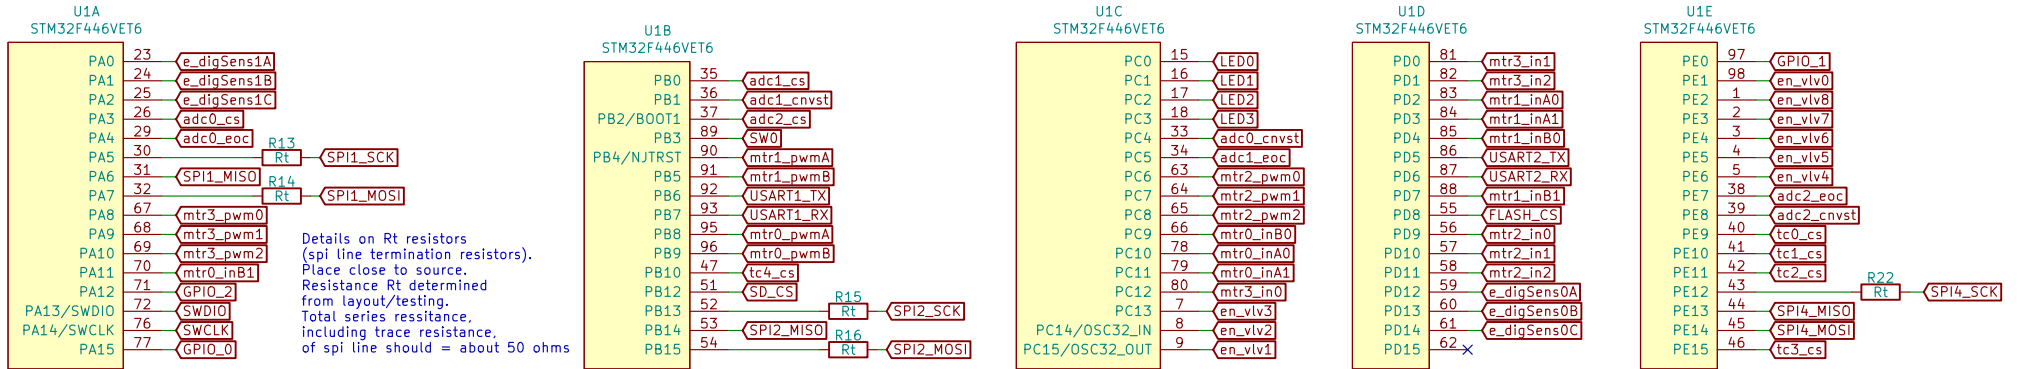 U1A
STM32F446VET6
PA0 23 e_digSens1A
PA1 24 e_digSens1B
PA2 25 e_digSens1C
PA3 26 adc0_cs
PA4 29 adc0_eoc
PA5 30 R13 Rt SPI1_SCK
PA6 31 SPI1_MISO
PA7 32 R14 Rt SPI1_MOSI
PA8 67 mtr3_pwm0
PA9 68 mtr3_pwm1
PA10 69 mtr3_pwm2
PA11 70 mtr0_inB1
PA12 71 GPIO_2
PA13/SWDIO 72 SWDIO
PA14/SWCLK 76 SWCLK
PA15 77 GPIO_0
Details on Rt resistors
(spi line termination resistors).
Place close to source.
Resistance Rt determined
from layout/testing.
Total series ressitance,
including trace resistance,
of spi line should = about 50 ohms
U1B
STM32F446VET6
PB0 35 adc1_cs
PB1 36 adc1_cnvst
PB2/BOOT1 37 adc2_cs
PB3 89 SW0
PB4/NJTRST 90 mtr1_pwmA
PB5 91 mtr1_pwmB
PB6 92 USART1_TX
PB7 93 USART1_RX
PB8 95 mtr0_pwmA
PB9 96 mtr0_pwmB
PB10 47 tc4_cs
PB12 51 SD_CS
PB13 52 R15 Rt SPI2_SCK
PB14 53 SPI2_MISO
PB15 54 R16 Rt SPI2_MOSI
U1C
STM32F446VET6
PC0 15 LED0
PC1 16 LED1
PC2 17 LED2
PC3 18 LED3
PC4 33 adc0_cnvst
PC5 34 adc1_eoc
PC6 63 mtr2_pwm0
PC7 64 mtr2_pwm1
PC8 65 mtr2_pwm2
PC9 66 mtr0_inB0
PC10 78 mtr0_inA0
PC11 79 mtr0_inA1
PC12 80 mtr3_in0
PC13 7 en_vlv3
PC14/OSC32_IN 8 en_vlv2
PC15/OSC32_OUT 9 en_vlv1
U1D
STM32F446VET6
PD0 81 mtr3_in1
PD1 82 mtr3_in2
PD2 83 mtr1_inA0
PD3 84 mtr1_inA1
PD4 85 mtr1_inB0
PD5 86 USART2_TX
PD6 87 USART2_RX
PD7 88 mtr1_inB1
PD8 55 FLASH_CS
PD9 56 mtr2_in0
PD10 57 mtr2_in1
PD11 58 mtr2_in2
PD12 59 e_digSens0A
PD13 60 e_digSens0B
PD14 61 e_digSens0C
PD15 62
U1E
STM32F446VET6
PE0 97 GPIO_1
PE1 98 en_vlv0
PE2 1 en_vlv8
PE3 2 en_vlv7
PE4 3 en_vlv6
PE5 4 en_vlv5
PE6 5 en_vlv4
PE7 38 adc2_eoc
PE8 39 adc2_cnvst
PE9 40 tc0_cs
PE10 41 tc1_cs
PE11 42 tc2_cs
PE12 43 R22 Rt SPI4_SCK
PE13 44 SPI4_MISO
PE14 45 SPI4_MOSI
PE15 46 tc3_cs